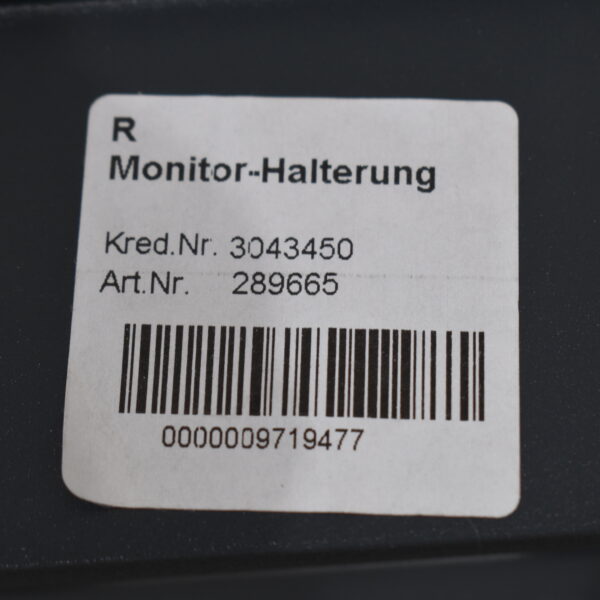 R
Monitor-Halterung
Kred.Nr. 3043450
Art.Nr. 289665
0000009719477